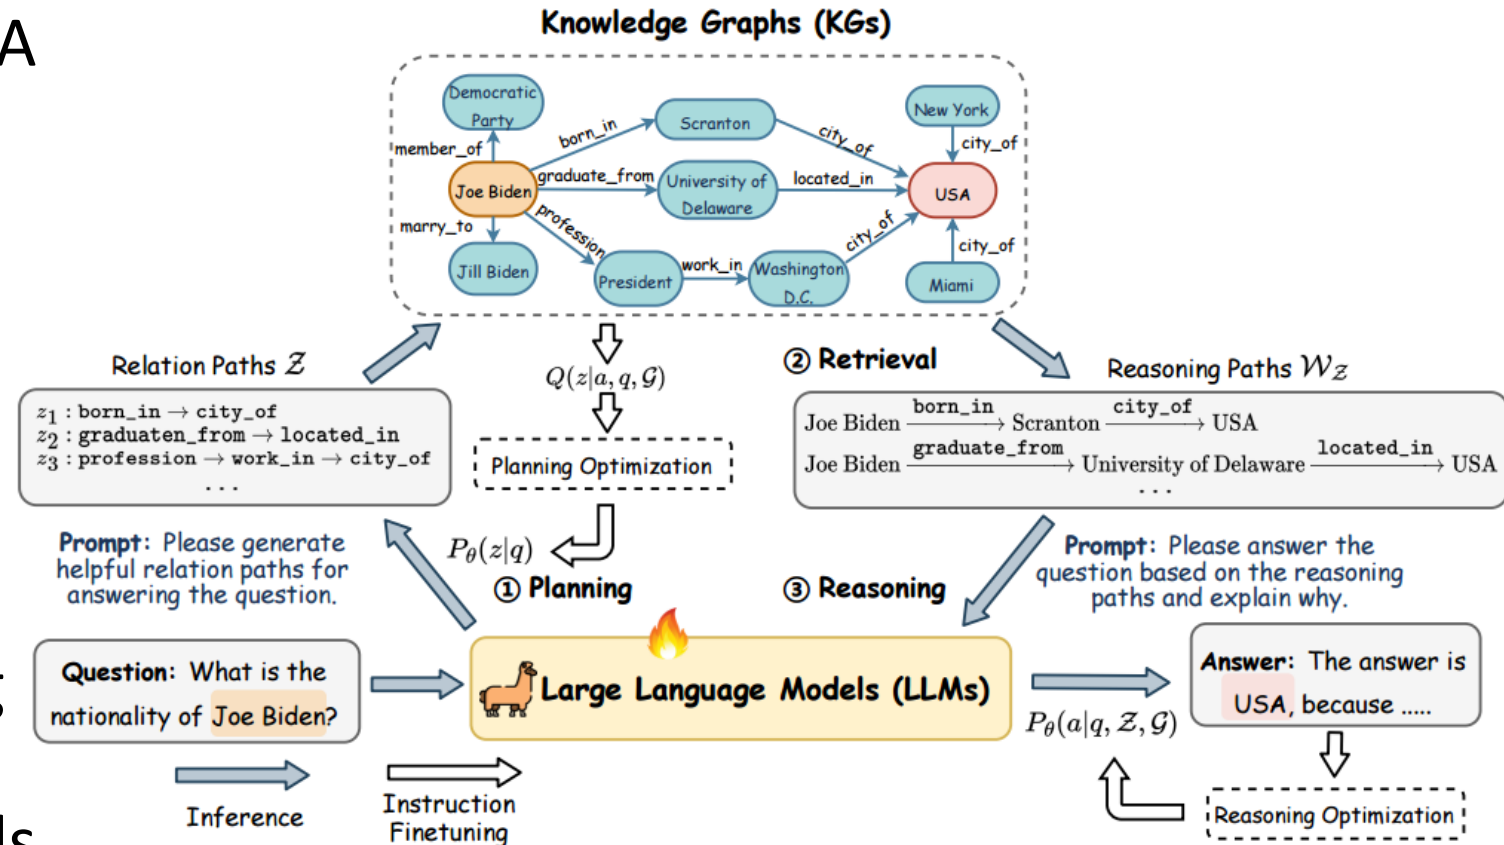 A
Knowledge Graphs (KGs)
Democratic
Party
member_of
Joe Biden
marry_to
Jill Biden
born_in
Scranton
city_of
graduate_from
University of
Delaware
located_in
profession
President
work_in
Washington
D.C.
city_of
New York
city_of
USA
city_of
Miami
Relation Paths 𝒵
z₁ : born_in → city_of
z₂ : graduaten_from → located_in
z₃ : profession → work_in → city_of
...
Q(z|a, q, 𝒢)
Planning Optimization
P_θ(z|q)
① Planning
② Retrieval
Reasoning Paths 𝒲_𝒵
born_in city_of
Joe Biden → Scranton → USA
graduate_from located_in
Joe Biden → University of Delaware → USA
...
Prompt: Please generate
helpful relation paths for
answering the question.
③ Reasoning
Prompt: Please answer the
question based on the reasoning
paths and explain why.
Question: What is the
nationality of Joe Biden?
Large Language Models (LLMs)
P_θ(a|q, 𝒵, 𝒢)
Answer: The answer is
USA, because .....
Inference
Instruction
Finetuning
Reasoning Optimization